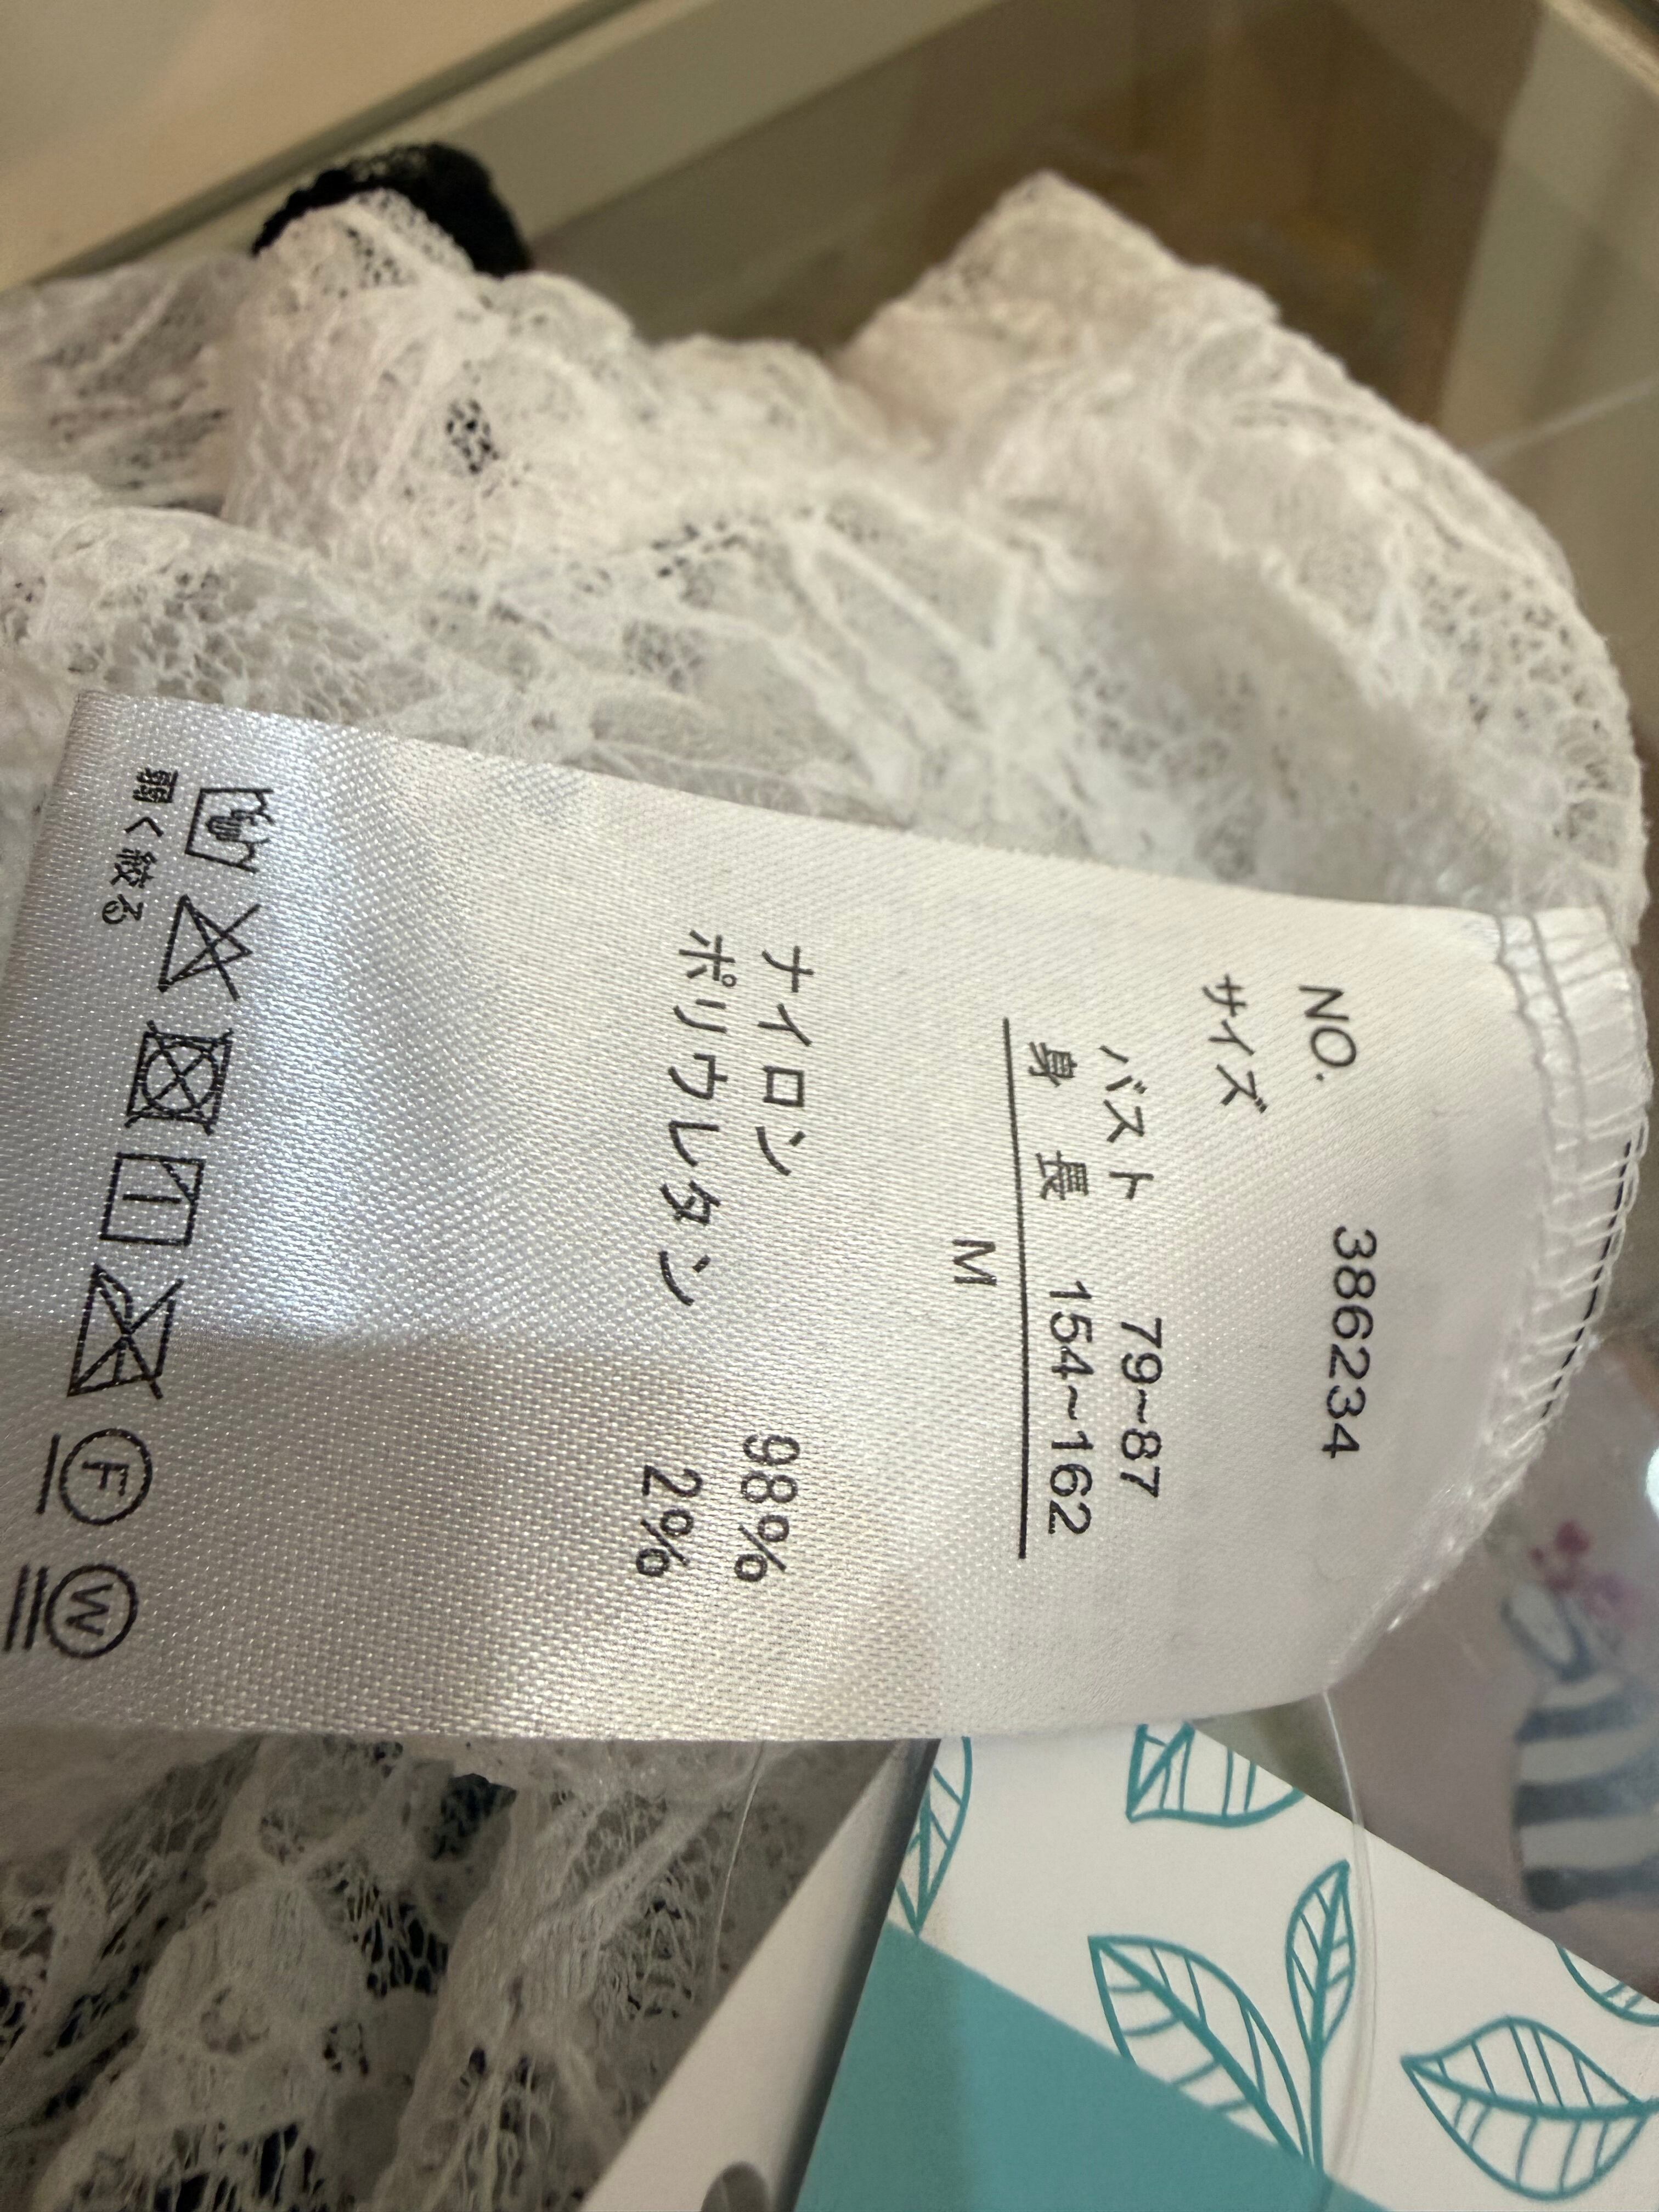 NO. 386234
サイズ
バスト 79~87
身長 154~162
M
ナイロン 98%
ポリウレタン 2%
F W
弱く絞る